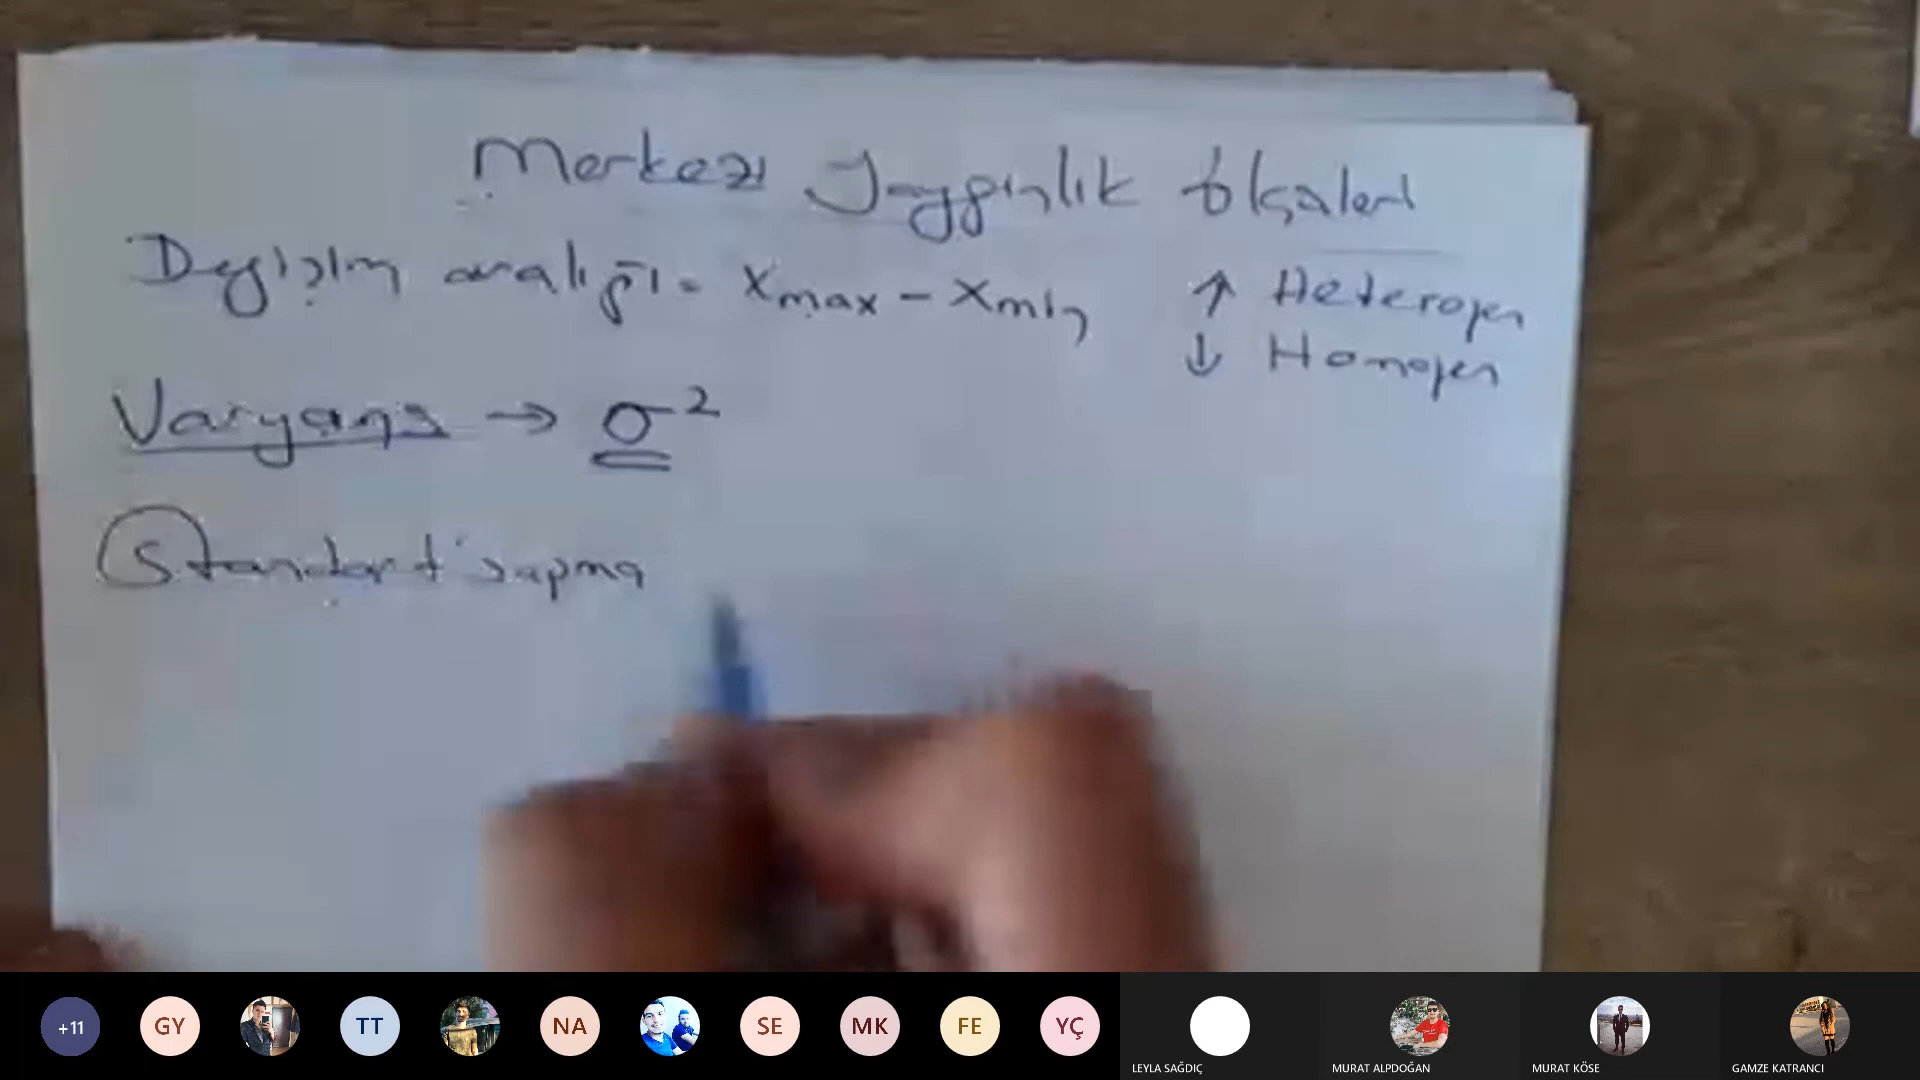 Merkezi Yaygınlık ölçüleri
Değişim aralığı = Xmax - Xmin ↑ Heterojen
↓ Homojen
Varyans → σ²
Standart sapma
+11 GY TT NA SE MK FE YÇ
LEYLA SAĞDIÇ MURAT ALPDOĞAN MURAT KÖSE GAMZE KATRANCI